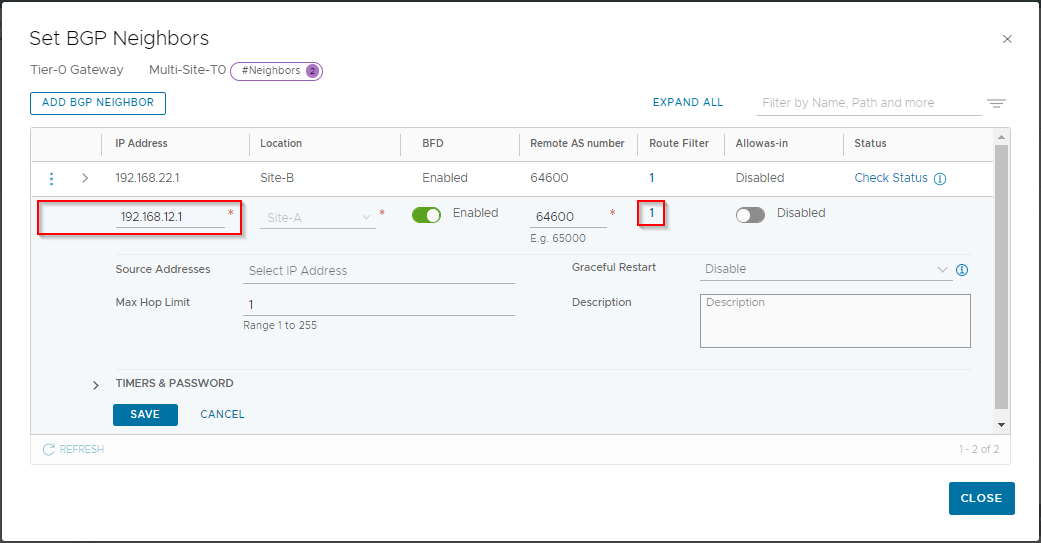 Set BGP Neighbors
Tier-0 Gateway Multi-Site-T0 #Neighbors 2
ADD BGP NEIGHBOR EXPAND ALL Filter by Name, Path and more
IP Address Location BFD Remote AS number Route Filter Allowas-in Status
192.168.22.1 Site-B Enabled 64600 1 Disabled Check Status
192.168.12.1 * Site-A * Enabled 64600 * 1 Disabled
E.g. 65000
Source Addresses Select IP Address Graceful Restart Disable
Max Hop Limit 1 Description Description
Range 1 to 255
TIMERS & PASSWORD
SAVE CANCEL
REFRESH 1 - 2 of 2
CLOSE